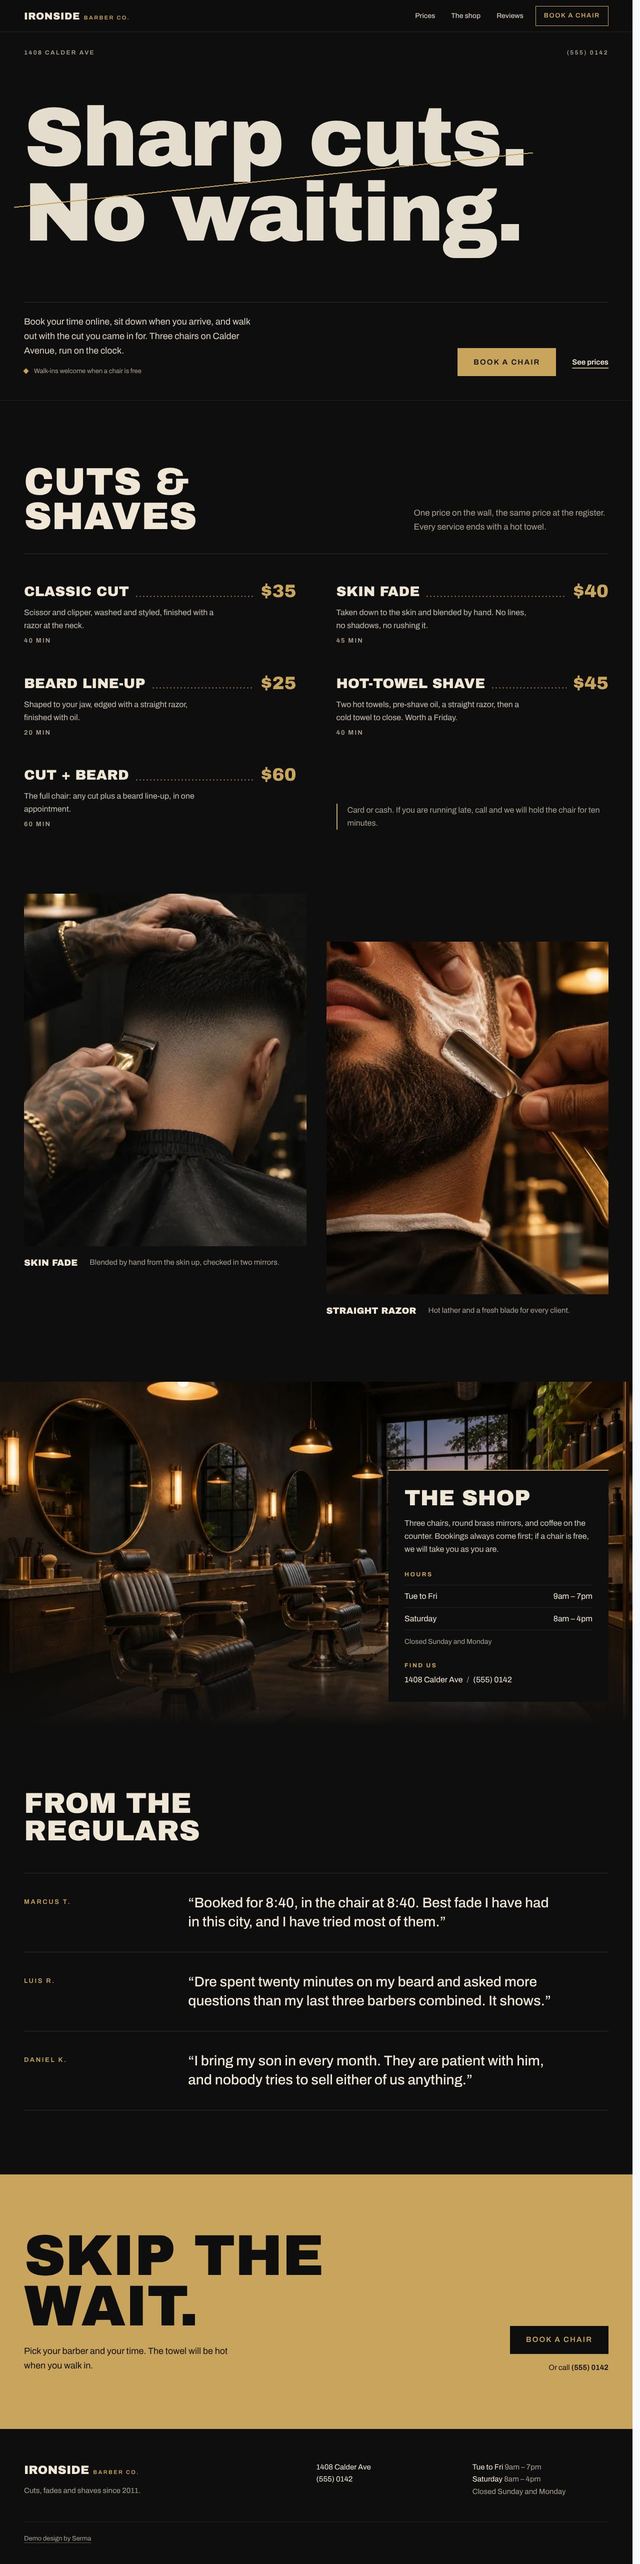 IRONSIDE BARBER CO.
Prices
The shop
Reviews
BOOK A CHAIR
1408 CALDER AVE
(555) 0142
Sharp cuts.
No waiting.
Book your time online, sit down when you arrive, and walk
out with the cut you came in for. Three chairs on Calder
Avenue, run on the clock.
Walk-ins welcome when a chair is free
BOOK A CHAIR
See prices
CUTS &
SHAVES
One price on the wall, the same price at the register.
Every service ends with a hot towel.
CLASSIC CUT $35
Scissor and clipper, washed and styled, finished with a
razor at the neck.
40 MIN
SKIN FADE $40
Taken down to the skin and blended by hand. No lines,
no shadows, no rushing it.
45 MIN
BEARD LINE-UP $25
Shaped to your jaw, edged with a straight razor,
finished with oil.
20 MIN
HOT-TOWEL SHAVE $45
Two hot towels, pre-shave oil, a straight razor, then a
cold towel to close. Worth a Friday.
40 MIN
CUT + BEARD $60
The full chair: any cut plus a beard line-up, in one
appointment.
60 MIN
Card or cash. If you are running late, call and we will hold the chair for ten
minutes.
SKIN FADE Blended by hand from the skin up, checked in two mirrors.
STRAIGHT RAZOR Hot lather and a fresh blade for every client.
THE SHOP
Three chairs, round brass mirrors, and coffee on the
counter. Bookings always come first; if a chair is free,
we will take you as you are.
HOURS
Tue to Fri 9am – 7pm
Saturday 8am – 4pm
Closed Sunday and Monday
FIND US
1408 Calder Ave / (555) 0142
FROM THE
REGULARS
MARCUS T.
“Booked for 8:40, in the chair at 8:40. Best fade I have had
in this city, and I have tried most of them.”
LUIS R.
“Dre spent twenty minutes on my beard and asked more
questions than my last three barbers combined. It shows.”
DANIEL K.
“I bring my son in every month. They are patient with him,
and nobody tries to sell either of us anything.”
SKIP THE
WAIT.
Pick your barber and your time. The towel will be hot
when you walk in.
BOOK A CHAIR
Or call (555) 0142
IRONSIDE BARBER CO.
Cuts, fades and shaves since 2011.
1408 Calder Ave
(555) 0142
Tue to Fri 9am – 7pm
Saturday 8am – 4pm
Closed Sunday and Monday
Demo design by Serma